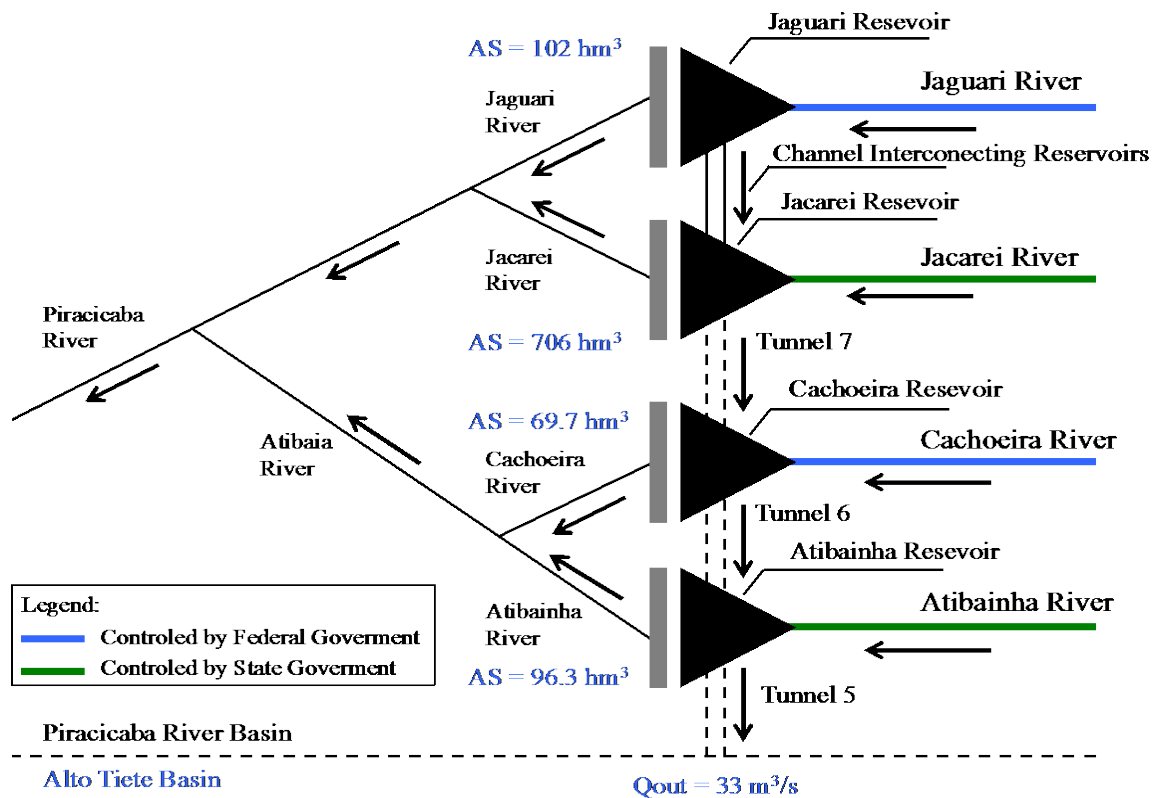 Jaguari Resevoir
AS = 102 hm³
Jaguari River
Jaguari
River
Channel Interconecting Reservoirs
Jacarei Resevoir
Jacarei River
Jacarei
River
Piracicaba
River
AS = 706 hm³
Tunnel 7
Cachoeira Resevoir
AS = 69.7 hm³
Cachoeira River
Atibaia
River
Cachoeira
River
Tunnel 6
Atibainha Resevoir
Atibainha River
Legend:
Controled by Federal Goverment
Controled by State Goverment
Atibainha
River
AS = 96.3 hm³
Tunnel 5
Piracicaba River Basin
Alto Tiete Basin
Qout = 33 m³/s